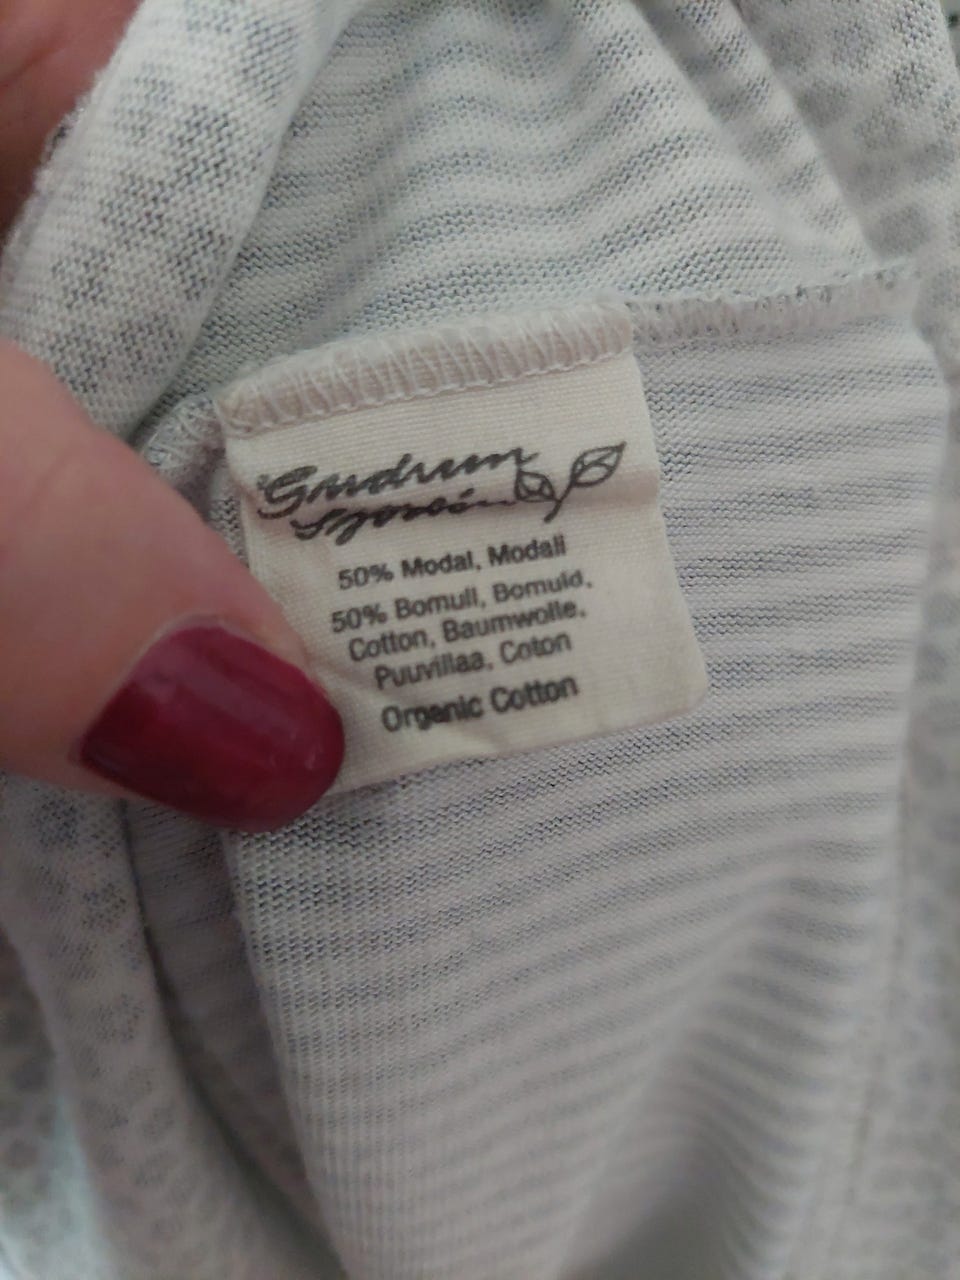 Gudrun
Sjödén
50% Modal, Modali
50% Bomull, Bomuld,
Cotton, Baumwolle,
Puuvillaa, Coton
Organic Cotton